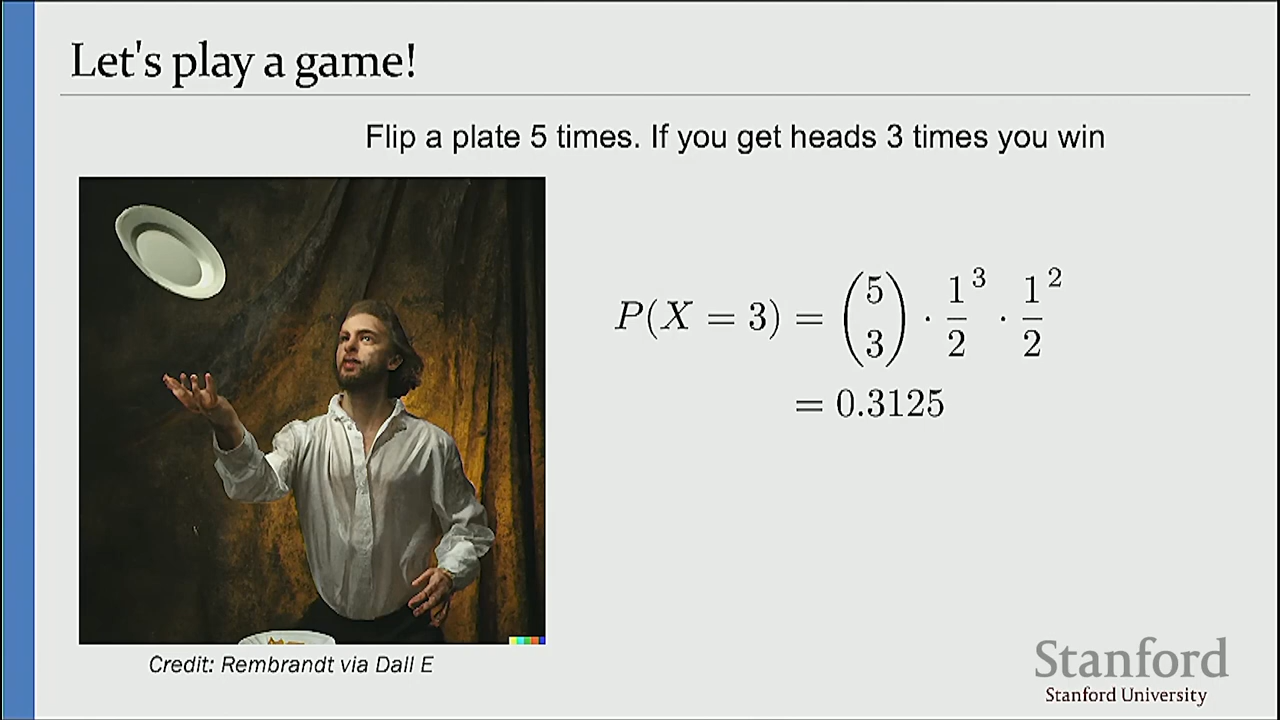 Let's play a game!
Flip a plate 5 times. If you get heads 3 times you win
P(X = 3) = (5 3) · 1/2^3 · 1/2^2
= 0.3125
Credit: Rembrandt via Dall E
Stanford
Stanford University